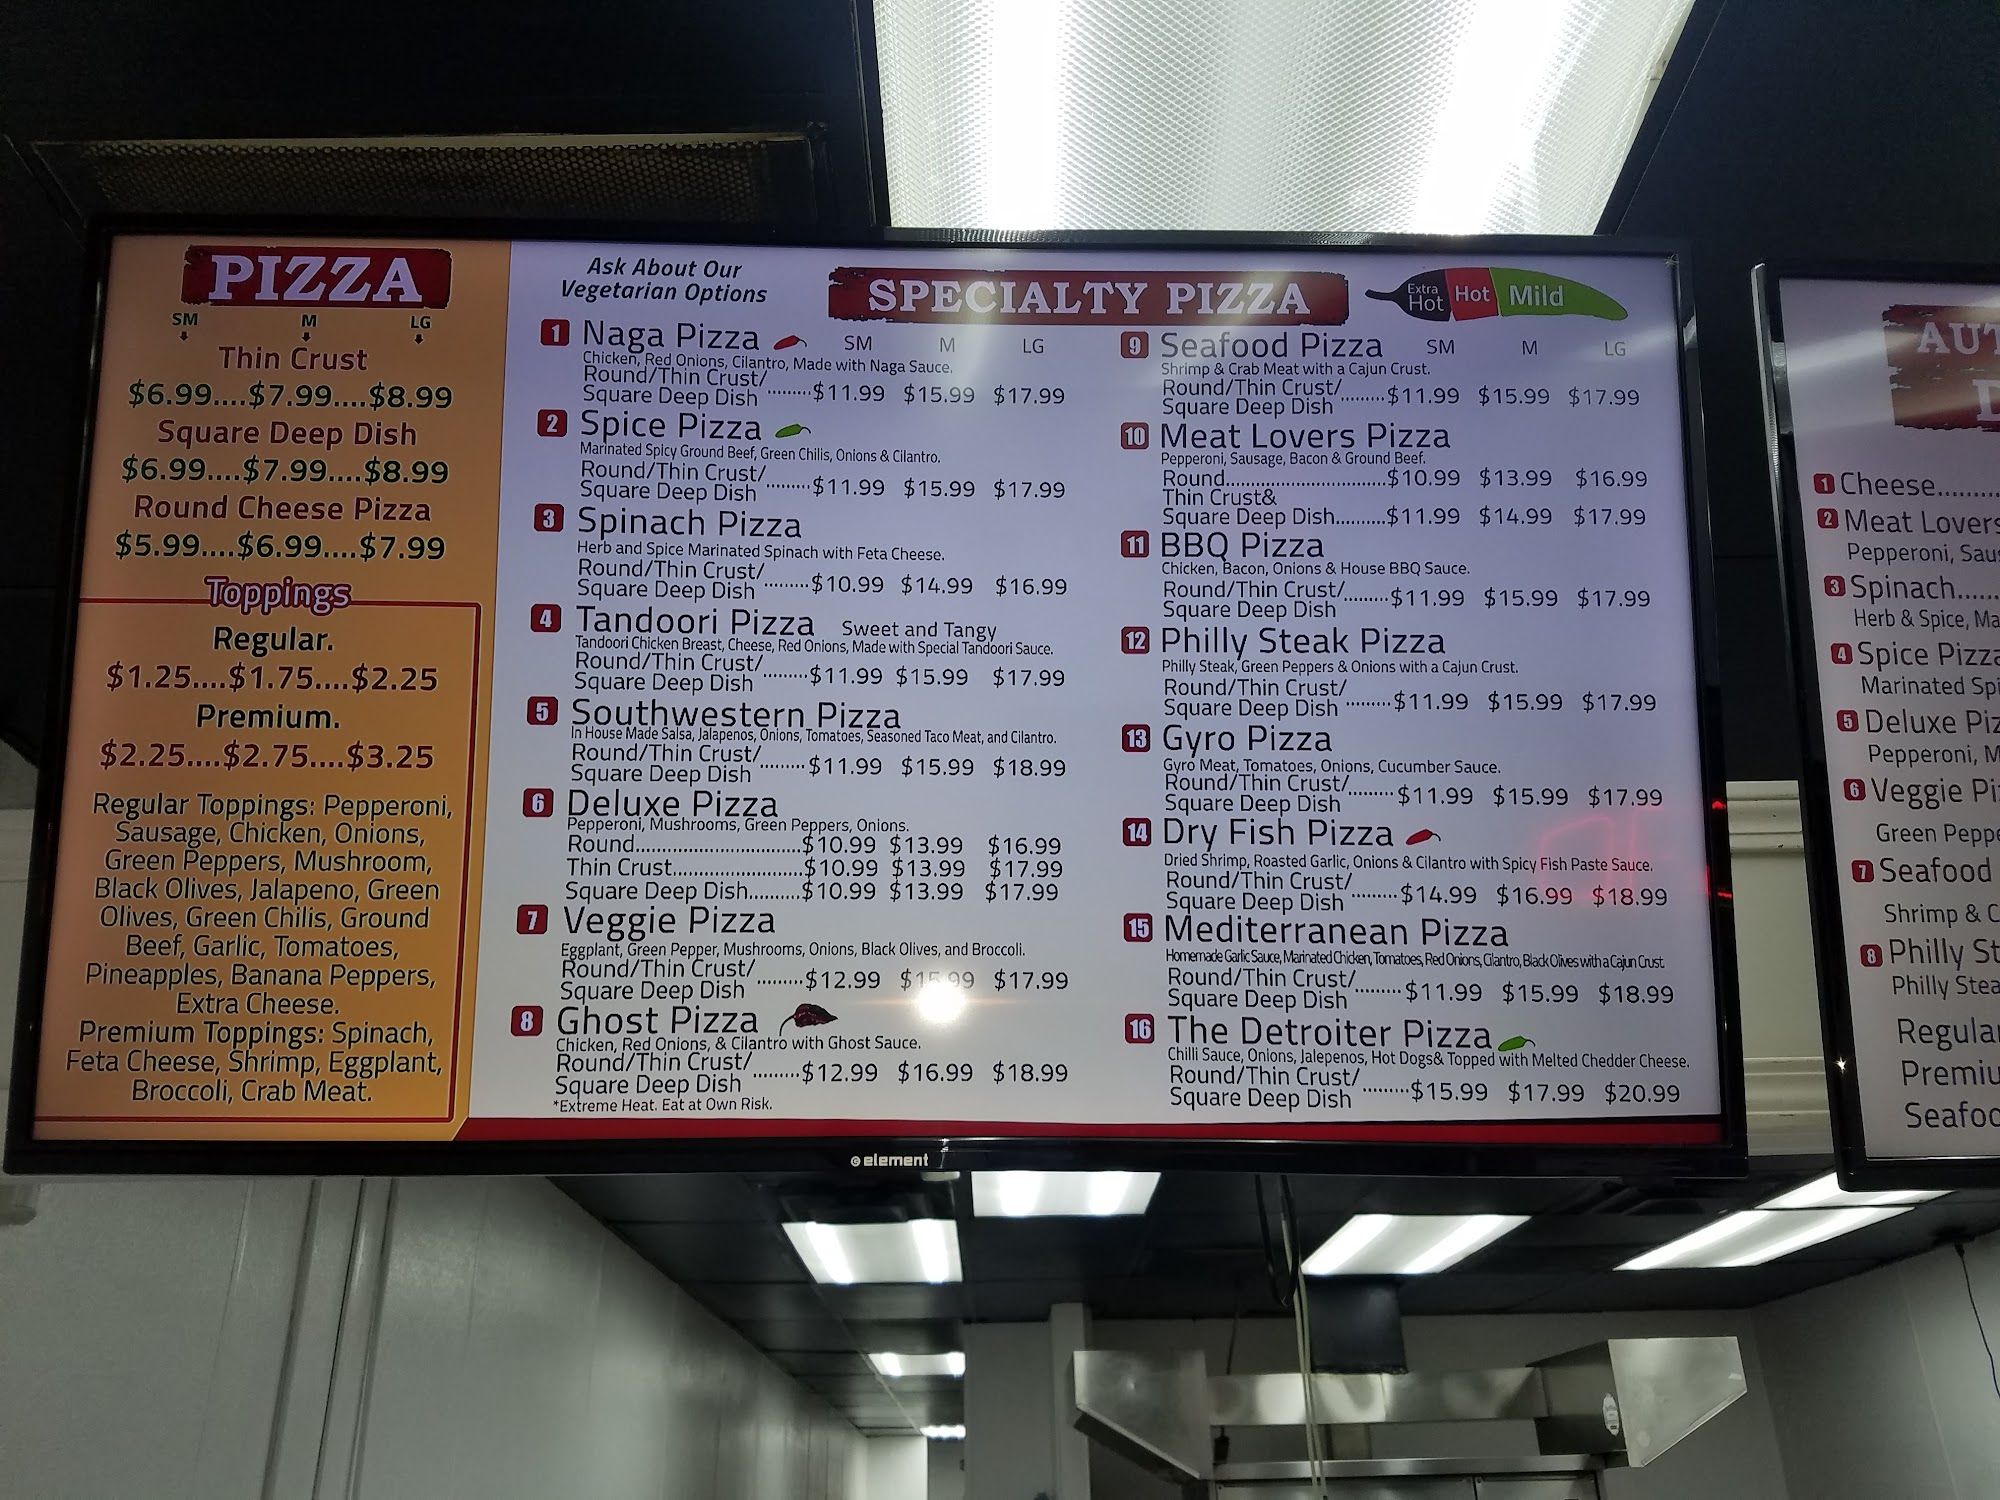 PIZZA
SM M LG
Thin Crust
$6.99....$7.99....$8.99
Square Deep Dish
$6.99....$7.99....$8.99
Round Cheese Pizza
$5.99....$6.99....$7.99
Toppings
Regular.
$1.25....$1.75....$2.25
Premium.
$2.25....$2.75....$3.25
Regular Toppings: Pepperoni,
Sausage, Chicken, Onions,
Green Peppers, Mushroom,
Black Olives, Jalapeno, Green
Olives, Green Chilis, Ground
Beef, Garlic, Tomatoes,
Pineapples, Banana Peppers,
Extra Cheese.
Premium Toppings: Spinach,
Feta Cheese, Shrimp, Eggplant,
Broccoli, Crab Meat.
Ask About Our
Vegetarian Options
SPECIALTY PIZZA
Extra Hot Hot Mild
1 Naga Pizza SM M LG
Chicken, Red Onions, Cilantro, Made with Naga Sauce.
Round/Thin Crust/
Square Deep Dish .........$11.99 $15.99 $17.99
2 Spice Pizza
Marinated Spicy Ground Beef, Green Chilis, Onions & Cilantro.
Round/Thin Crust/
Square Deep Dish .........$11.99 $15.99 $17.99
3 Spinach Pizza
Herb and Spice Marinated Spinach with Feta Cheese.
Round/Thin Crust/
Square Deep Dish .........$10.99 $14.99 $16.99
4 Tandoori Pizza Sweet and Tangy
Tandoori Chicken Breast, Cheese, Red Onions, Made with Special Tandoori Sauce.
Round/Thin Crust/
Square Deep Dish .........$11.99 $15.99 $17.99
5 Southwestern Pizza
In House Made Salsa, Jalapenos, Onions, Tomatoes, Seasoned Taco Meat, and Cilantro.
Round/Thin Crust/
Square Deep Dish .........$11.99 $15.99 $18.99
6 Deluxe Pizza
Pepperoni, Mushrooms, Green Peppers, Onions.
Round.................................$10.99 $13.99 $16.99
Thin Crust..........................$10.99 $13.99 $17.99
Square Deep Dish..........$10.99 $13.99 $17.99
7 Veggie Pizza
Eggplant, Green Pepper, Mushrooms, Onions, Black Olives, and Broccoli.
Round/Thin Crust/
Square Deep Dish .........$12.99 $15.99 $17.99
8 Ghost Pizza
Chicken, Red Onions, & Cilantro with Ghost Sauce.
Round/Thin Crust/
Square Deep Dish .........$12.99 $16.99 $18.99
*Extreme Heat. Eat at Own Risk.
9 Seafood Pizza SM M LG
Shrimp & Crab Meat with a Cajun Crust.
Round/Thin Crust/
Square Deep Dish .........$11.99 $15.99 $17.99
10 Meat Lovers Pizza
Pepperoni, Sausage, Bacon & Ground Beef.
Round................................$10.99 $13.99 $16.99
Thin Crust&
Square Deep Dish..........$11.99 $14.99 $17.99
11 BBQ Pizza
Chicken, Bacon, Onions & House BBQ Sauce.
Round/Thin Crust/
Square Deep Dish .........$11.99 $15.99 $17.99
12 Philly Steak Pizza
Philly Steak, Green Peppers & Onions with a Cajun Crust.
Round/Thin Crust/
Square Deep Dish .........$11.99 $15.99 $17.99
13 Gyro Pizza
Gyro Meat, Tomatoes, Onions, Cucumber Sauce.
Round/Thin Crust/
Square Deep Dish .........$11.99 $15.99 $17.99
14 Dry Fish Pizza
Dried Shrimp, Roasted Garlic, Onions & Cilantro with Spicy Fish Paste Sauce.
Round/Thin Crust/
Square Deep Dish .........$14.99 $16.99 $18.99
15 Mediterranean Pizza
Homemade Garlic Sauce, Marinated Chicken, Tomatoes, Red Onions, Cilantro, Black Olives with a Cajun Crust
Round/Thin Crust/
Square Deep Dish .........$11.99 $15.99 $18.99
16 The Detroiter Pizza
Chilli Sauce, Onions, Jalepenos, Hot Dogs& Topped with Melted Chedder Cheese.
Round/Thin Crust/
Square Deep Dish .........$15.99 $17.99 $20.99
element
AUT
D
1 Cheese..........
2 Meat Lovers
Pepperoni, Saus
3 Spinach......
Herb & Spice, Ma
4 Spice Pizza
Marinated Spi
5 Deluxe Piz
Pepperoni, M
6 Veggie Pi
Green Peppe
7 Seafood
Shrimp & C
8 Philly St
Philly Stea
Regular
Premiu
Seafoo